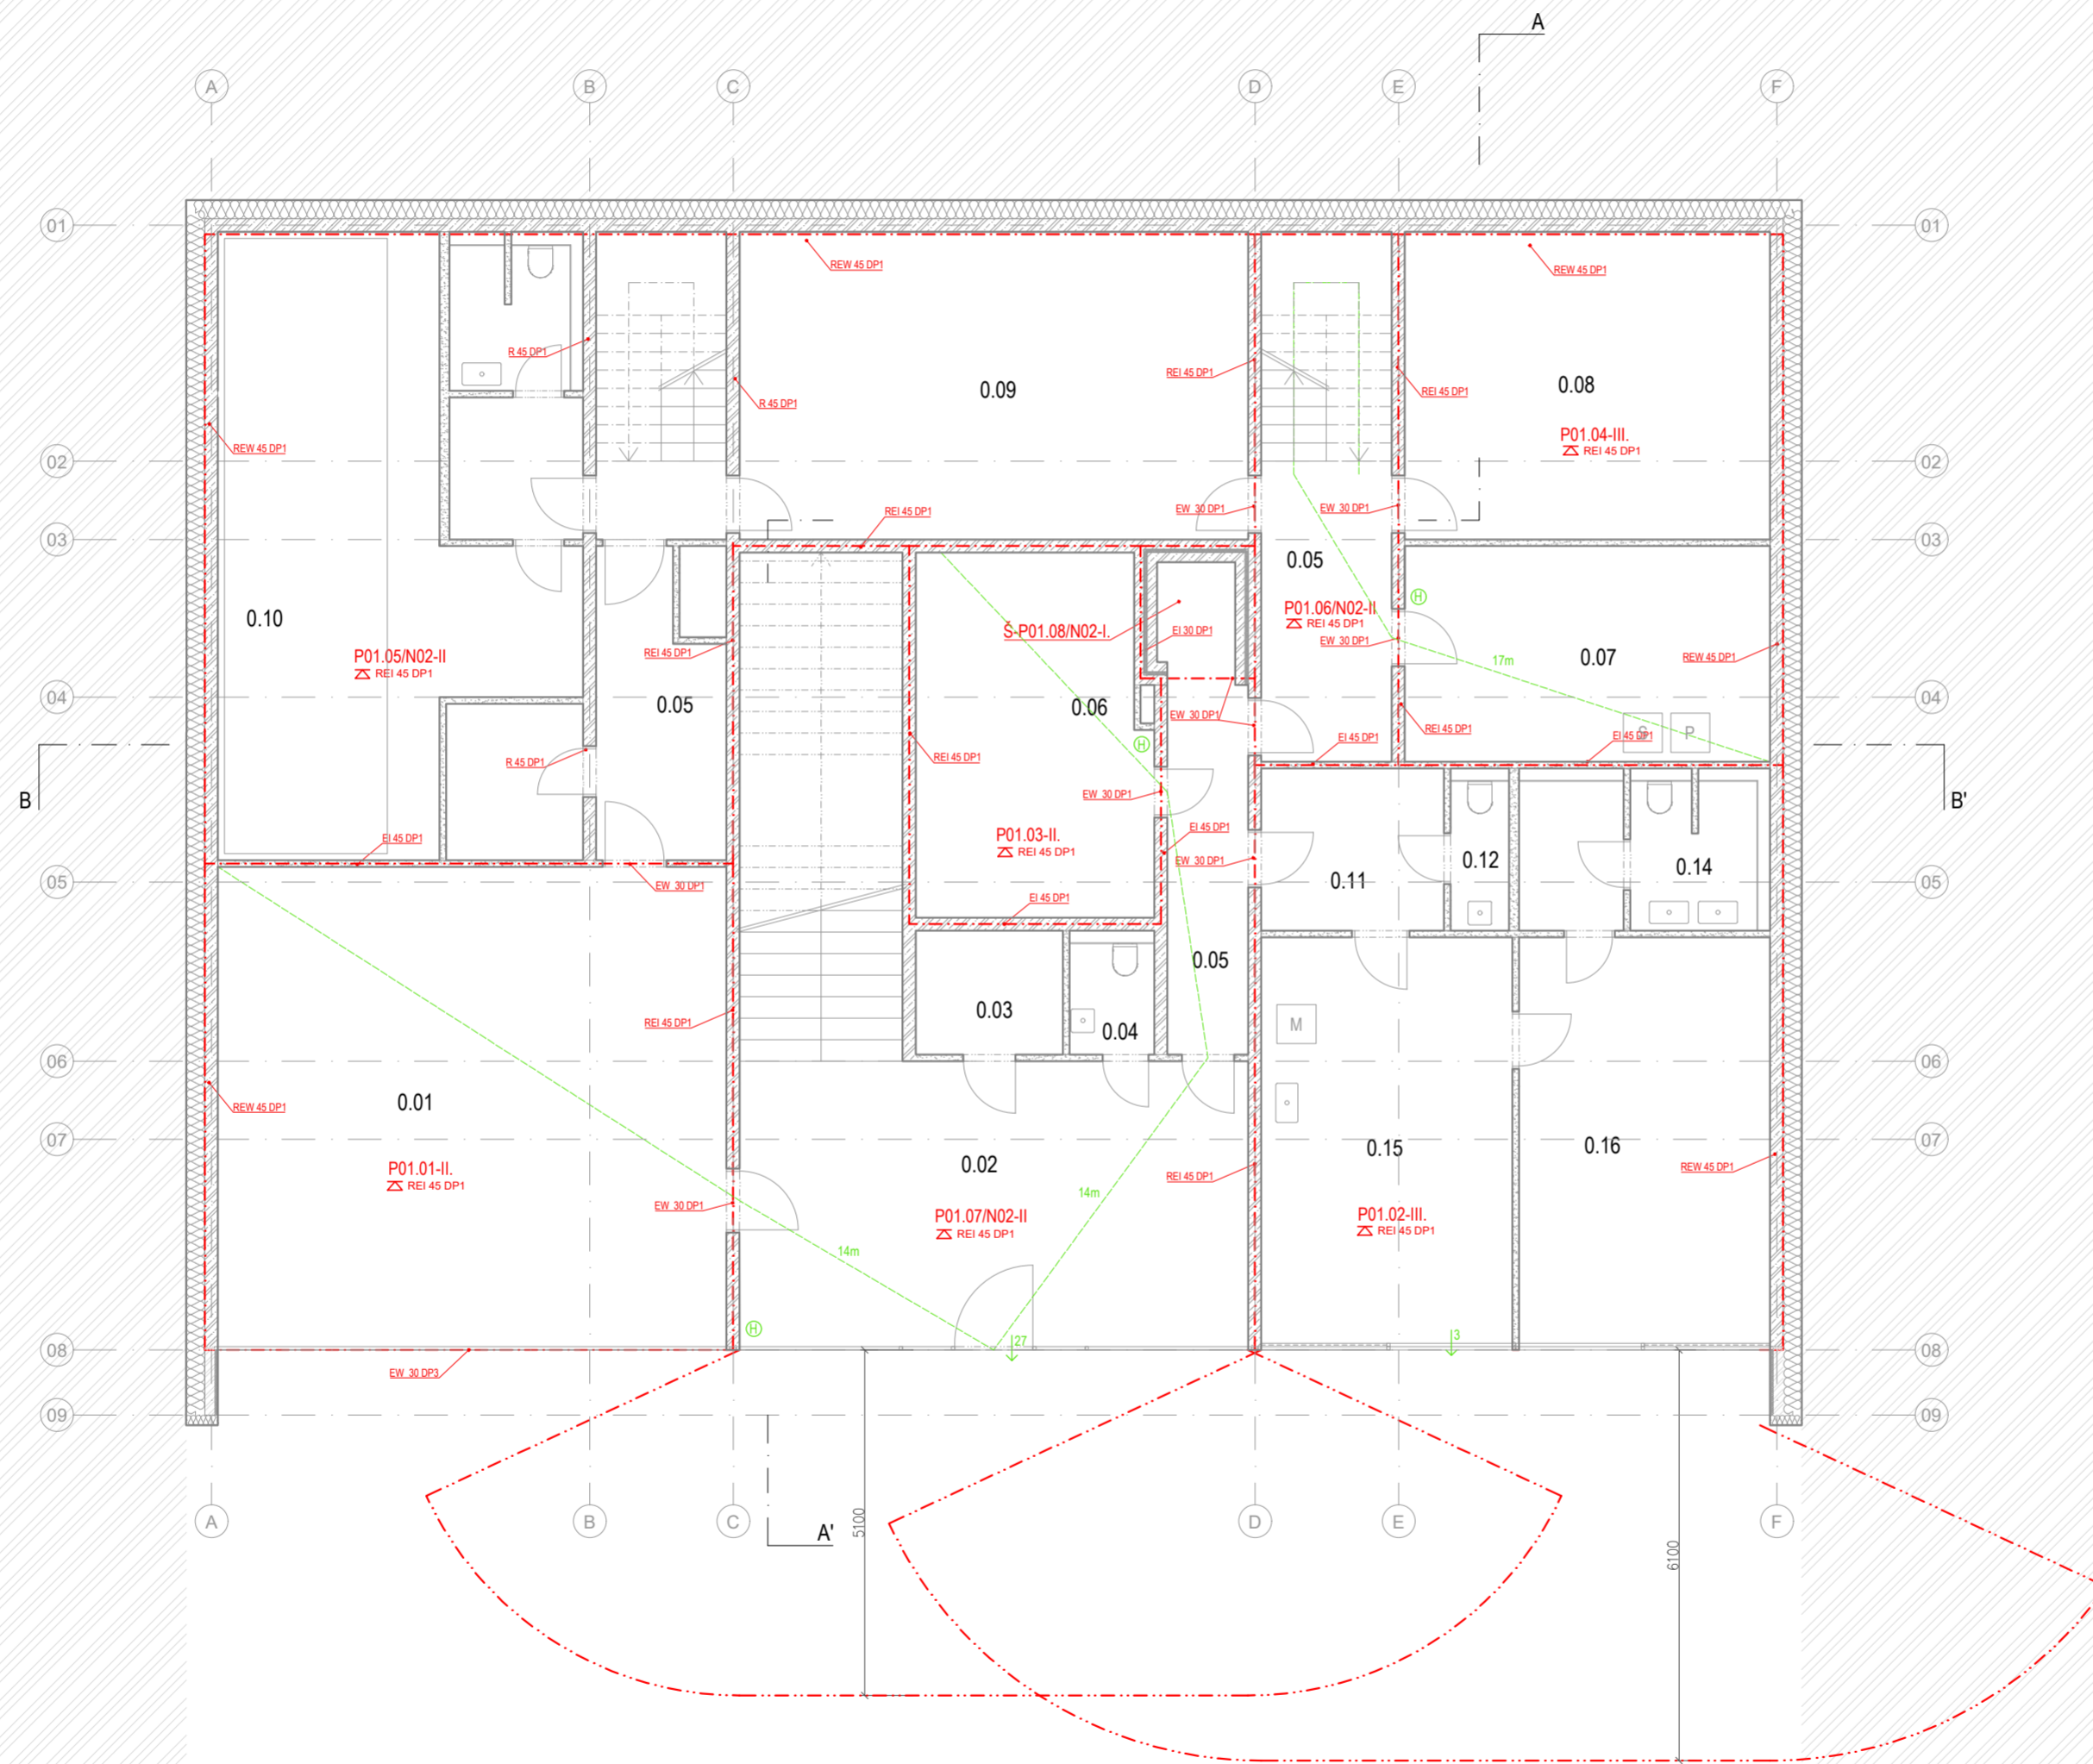 A
A B C D E F
01 01
REW 45 DP1
REW 45 DP1
R 45 DP1
REI 45 DP1
0.09
0.08
REI 45 DP1
R 45 DP1
P01.04-III.
REI 45 DP1
REW 45 DP1
02 02
EW 30 DP1
EW 30 DP1
REI 45 DP1
03 03
0.05
H
P01.06/N02-II
REI 45 DP1
0.10
Š-P01.08/N02-I.
EI 30 DP1
EW 30 DP1
P01.05/N02-II
REI 45 DP1
REI 45 DP1
17m
0.07
REW 45 DP1
04 04
0.05
0.06
EW 30 DP1
REI 45 DP1
S P
H
EI 45 DP1
EI 45 DP1
REI 45 DP1
R 45 DP1
B B'
EW 30 DP1
P01.03-II.
REI 45 DP1
EI 45 DP1
EI 45 DP1
EW 30 DP1
0.12
0.14
0.11
05 05
EW 30 DP1
EI 45 DP1
0.05
0.03
0.04
REI 45 DP1
M
06 06
0.01
REW 45 DP1
07 07
0.02
0.15
0.16
P01.01-II.
REI 45 DP1
REI 45 DP1
REW 45 DP1
14m
EW 30 DP1
P01.07/N02-II
REI 45 DP1
P01.02-III.
REI 45 DP1
14m
H
27
3
08 08
EW 30 DP3
09 09
A B C D E F
A'
5100
6100